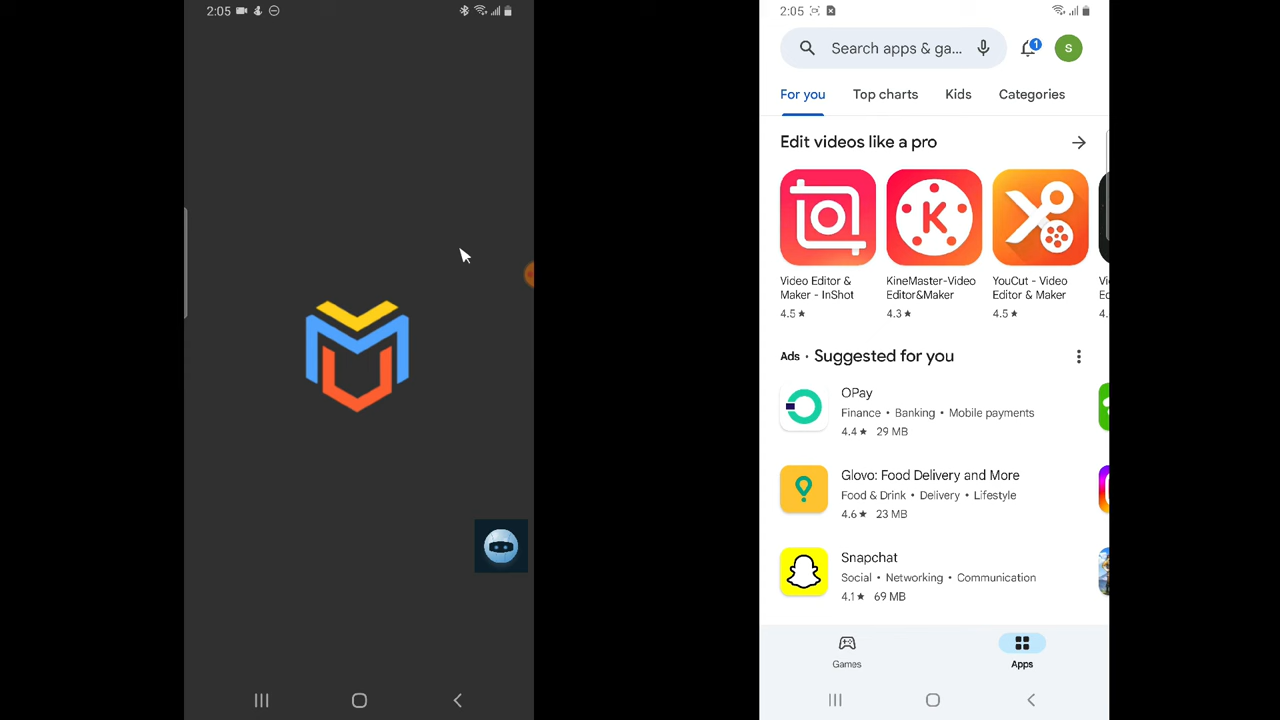 2:05
2:05
Search apps & ga...
1
S
For you
Top charts
Kids
Categories
Edit videos like a pro
K
Video Editor &
Maker - InShot
4.5★
KineMaster-Video
Editor&Maker
4.3★
YouCut - Video
Editor & Maker
4.5★
4.
Ads • Suggested for you
OPay
Finance • Banking • Mobile payments
4.4★ 29 MB
Glovo: Food Delivery and More
Food & Drink • Delivery • Lifestyle
4.6★ 23 MB
Snapchat
Social • Networking • Communication
4.1★ 69 MB
Games
Apps